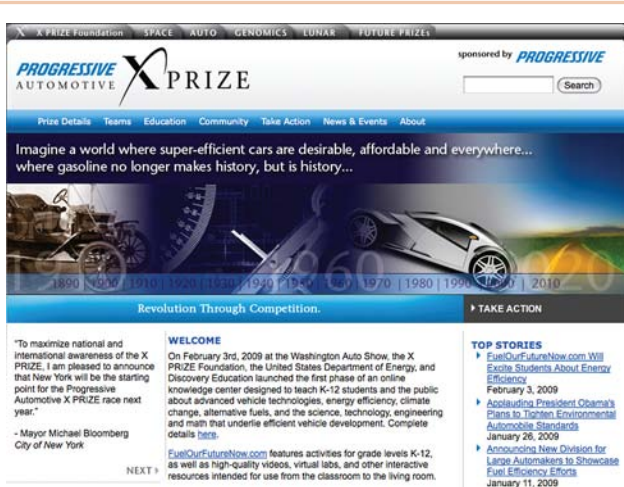 X PRIZE Foundation SPACE AUTO GENOMICS LUNAR FUTURE PRIZEs
sponsored by PROGRESSIVE
PROGRESSIVE
AUTOMOTIVE X PRIZE
Search
Prize Details Teams Education Community Take Action News & Events About
Imagine a world where super-efficient cars are desirable, affordable and everywhere...
where gasoline no longer makes history, but is history...
1890 | 1900 | 1910 | 1920 | 1930 | 1940 | 1950 | 1960 | 1970 | 1980 | 1990 | 2010
Revolution Through Competition.
TAKE ACTION
"To maximize national and
international awareness of the X
PRIZE, I am pleased to announce
that New York will be the starting
point for the Progressive
Automotive X PRIZE race next
year."
- Mayor Michael Bloomberg
City of New York
NEXT
WELCOME
On February 3rd, 2009 at the Washington Auto Show, the X
PRIZE Foundation, the United States Department of Energy, and
Discovery Education launched the first phase of an online
knowledge center designed to teach K-12 students and the public
about advanced vehicle technologies, energy efficiency, climate
change, alternative fuels, and the science, technology, engineering
and math that underlie efficient vehicle development. Complete
details here.
FuelOurFutureNow.com features activities for grade levels K-12,
as well as high-quality videos, virtual labs, and other interactive
resources intended for use from the classroom to the living room.
TOP STORIES
FuelOurFutureNow.com Will
Excite Students About Energy
Efficiency
February 3, 2009
Applauding President Obama's
Plans to Tighten Environmental
Automobile Standards
January 26, 2009
Announcing New Division for
Large Automakers to Showcase
Fuel Efficiency Efforts
January 11, 2009